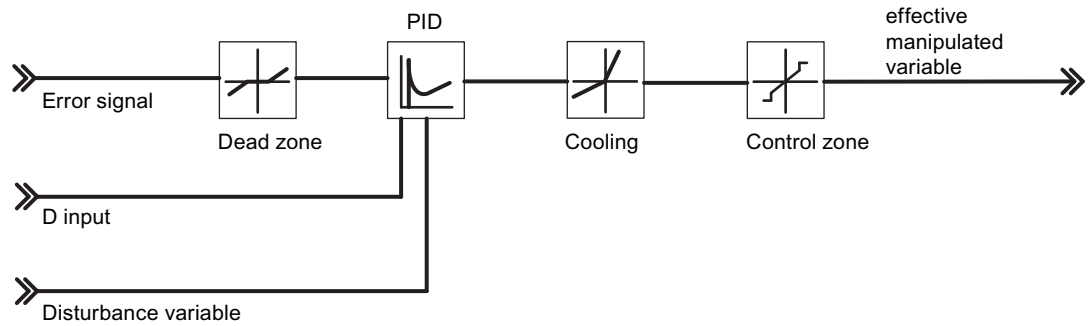 PID
effective
manipulated
variable
Error signal
Dead zone
Cooling
Control zone
D input
Disturbance variable